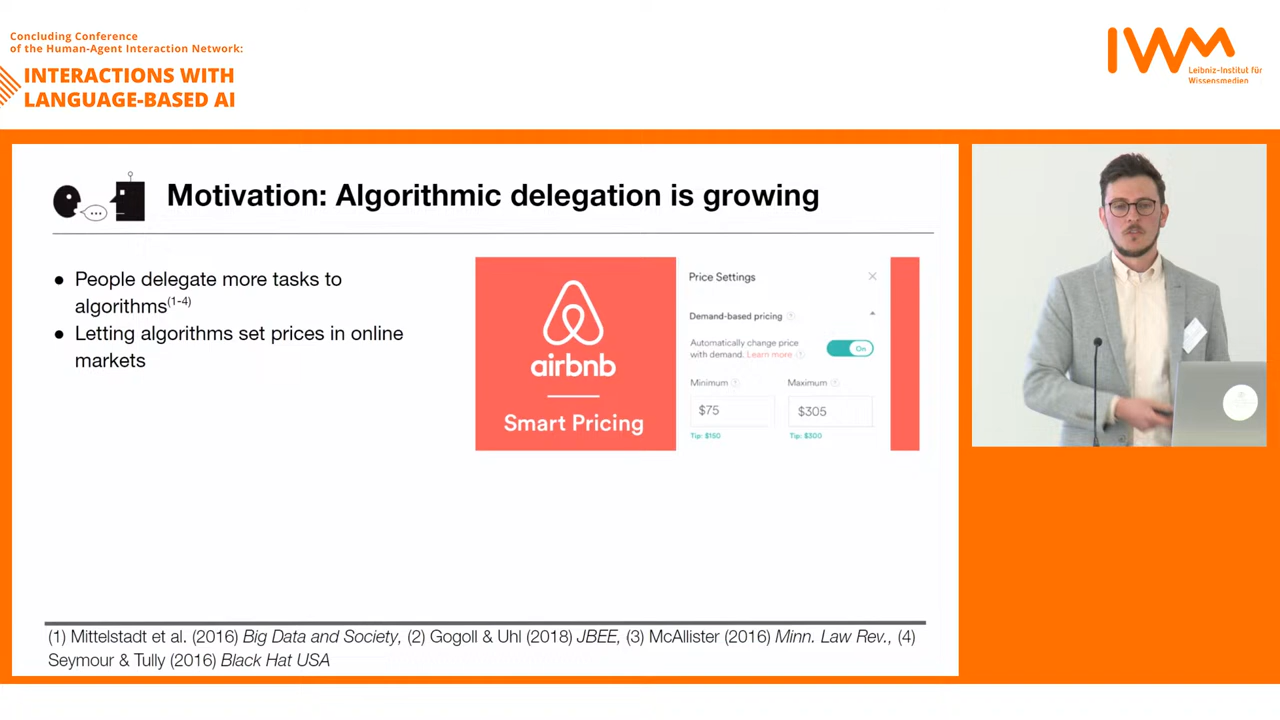 Concluding Conference
of the Human-Agent Interaction Network:
INTERACTIONS WITH
LANGUAGE-BASED AI
IWM
Leibniz-Institut für
Wissensmedien
Motivation: Algorithmic delegation is growing
● People delegate more tasks to
algorithms(1-4)
● Letting algorithms set prices in online
markets
airbnb
Smart Pricing
Price Settings
Demand-based pricing
Automatically change price
with demand. Learn more
On
Minimum
Maximum
$75
$305
Tip: $150
Tip: $300
(1) Mittelstadt et al. (2016) Big Data and Society, (2) Gogoll & Uhl (2018) JBEE, (3) McAllister (2016) Minn. Law Rev., (4)
Seymour & Tully (2016) Black Hat USA